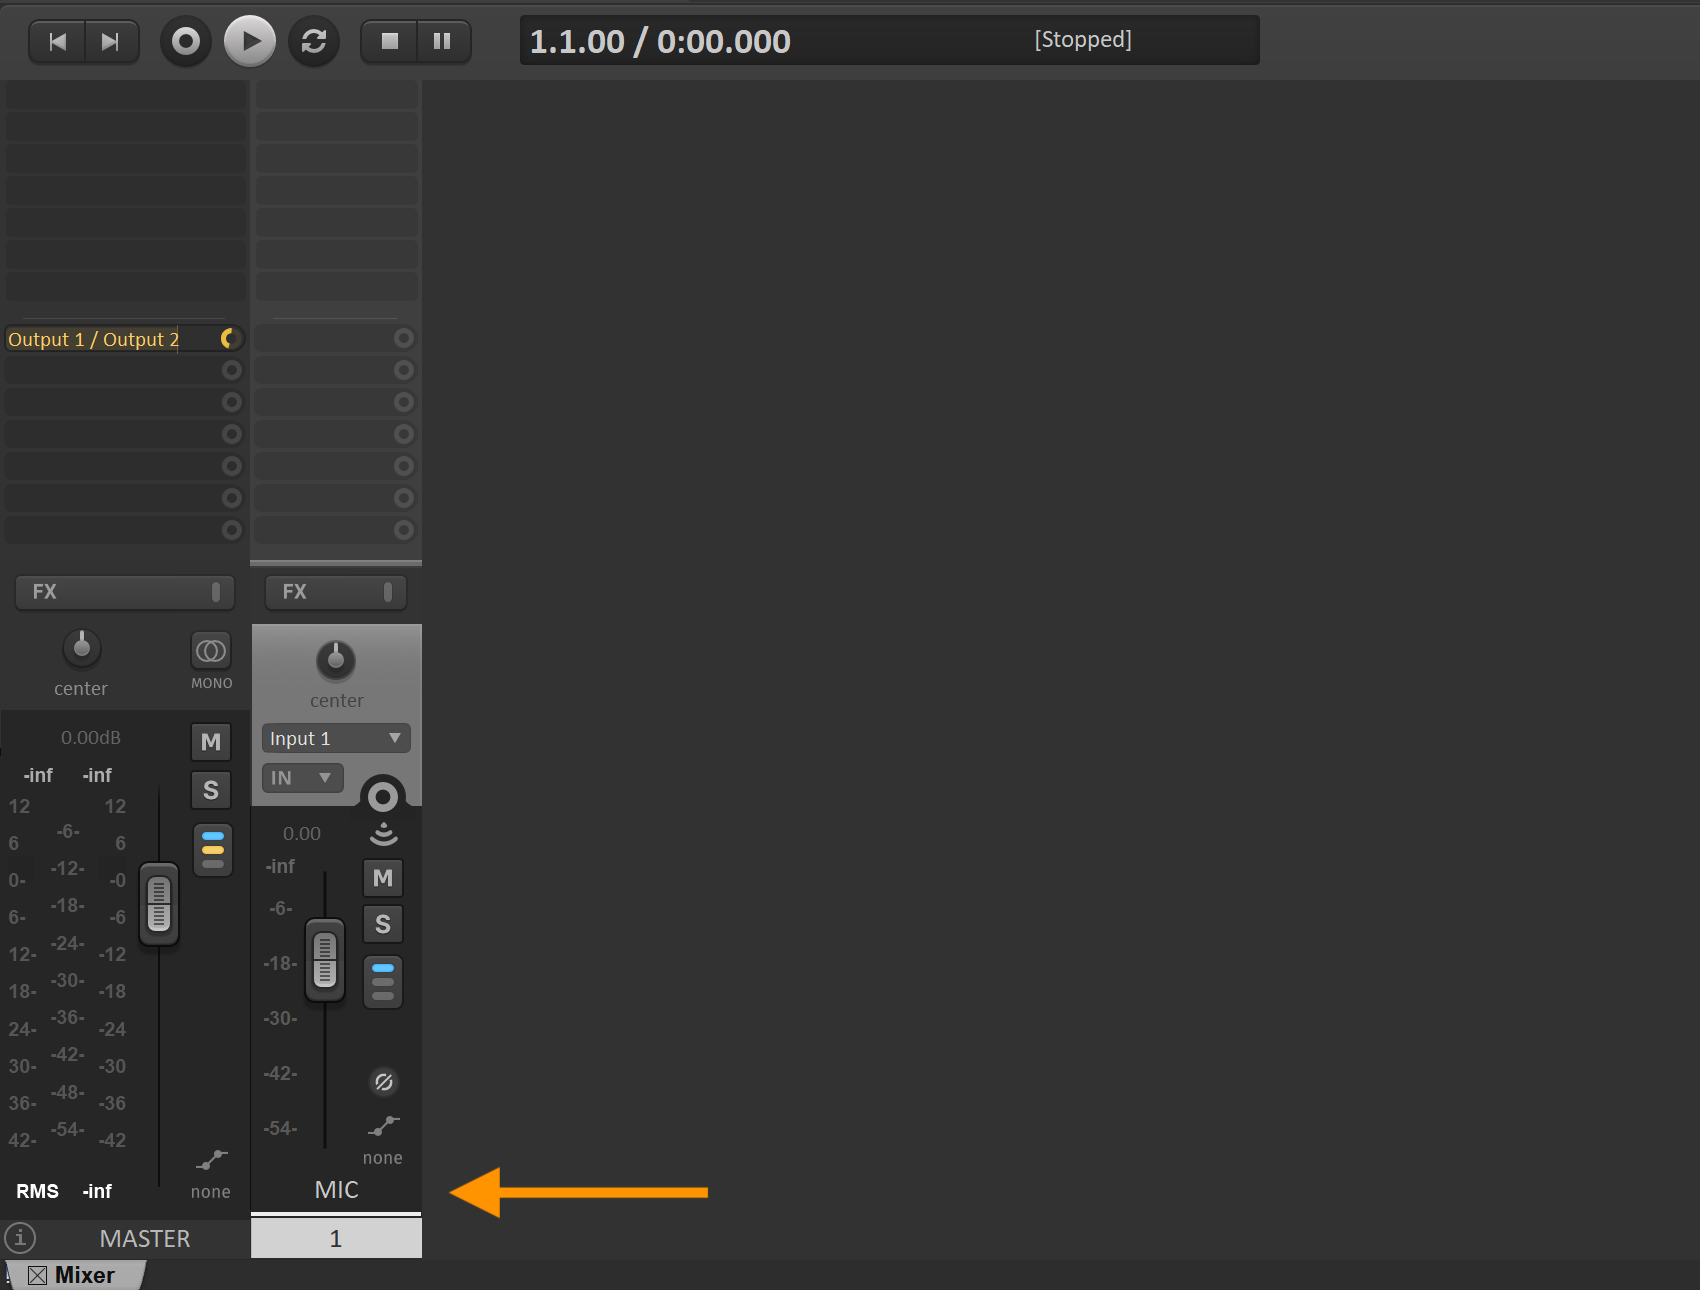 1.1.00 / 0:00.000 [Stopped]
Output 1 / Output 2
FX
FX
center
MONO
center
0.00dB
M
Input 1
-inf -inf
S
IN
12 12
-6-
6 6
-12-
0- -0
-18-
6- -6
-24-
12- -12
-30-
18- -18
-36-
24- -24
-42-
30- -30
-48-
36- -36
-54-
42- -42
RMS -inf
none
0.00
-inf
M
-6-
S
-18-
-30-
-42-
-54-
none
MIC
i MASTER 1
Mixer